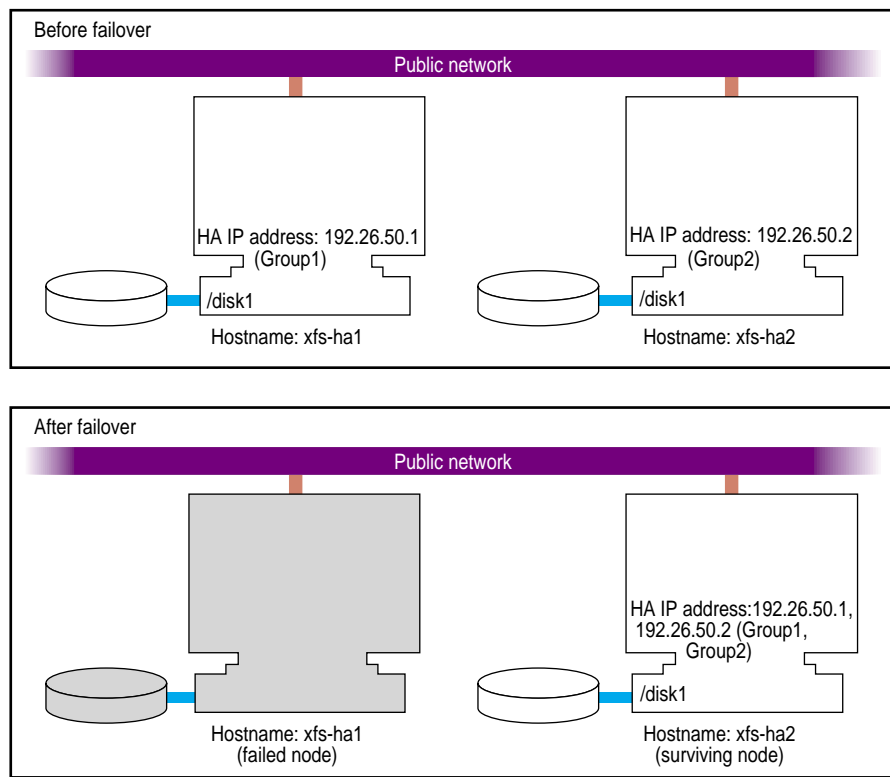 Before failover
Public network
HA IP address: 192.26.50.1
(Group1)
/disk1
Hostname: xfs-ha1
HA IP address: 192.26.50.2
(Group2)
/disk1
Hostname: xfs-ha2
After failover
Public network
Hostname: xfs-ha1
(failed node)
HA IP address:192.26.50.1,
192.26.50.2 (Group1,
Group2)
/disk1
Hostname: xfs-ha2
(surviving node)